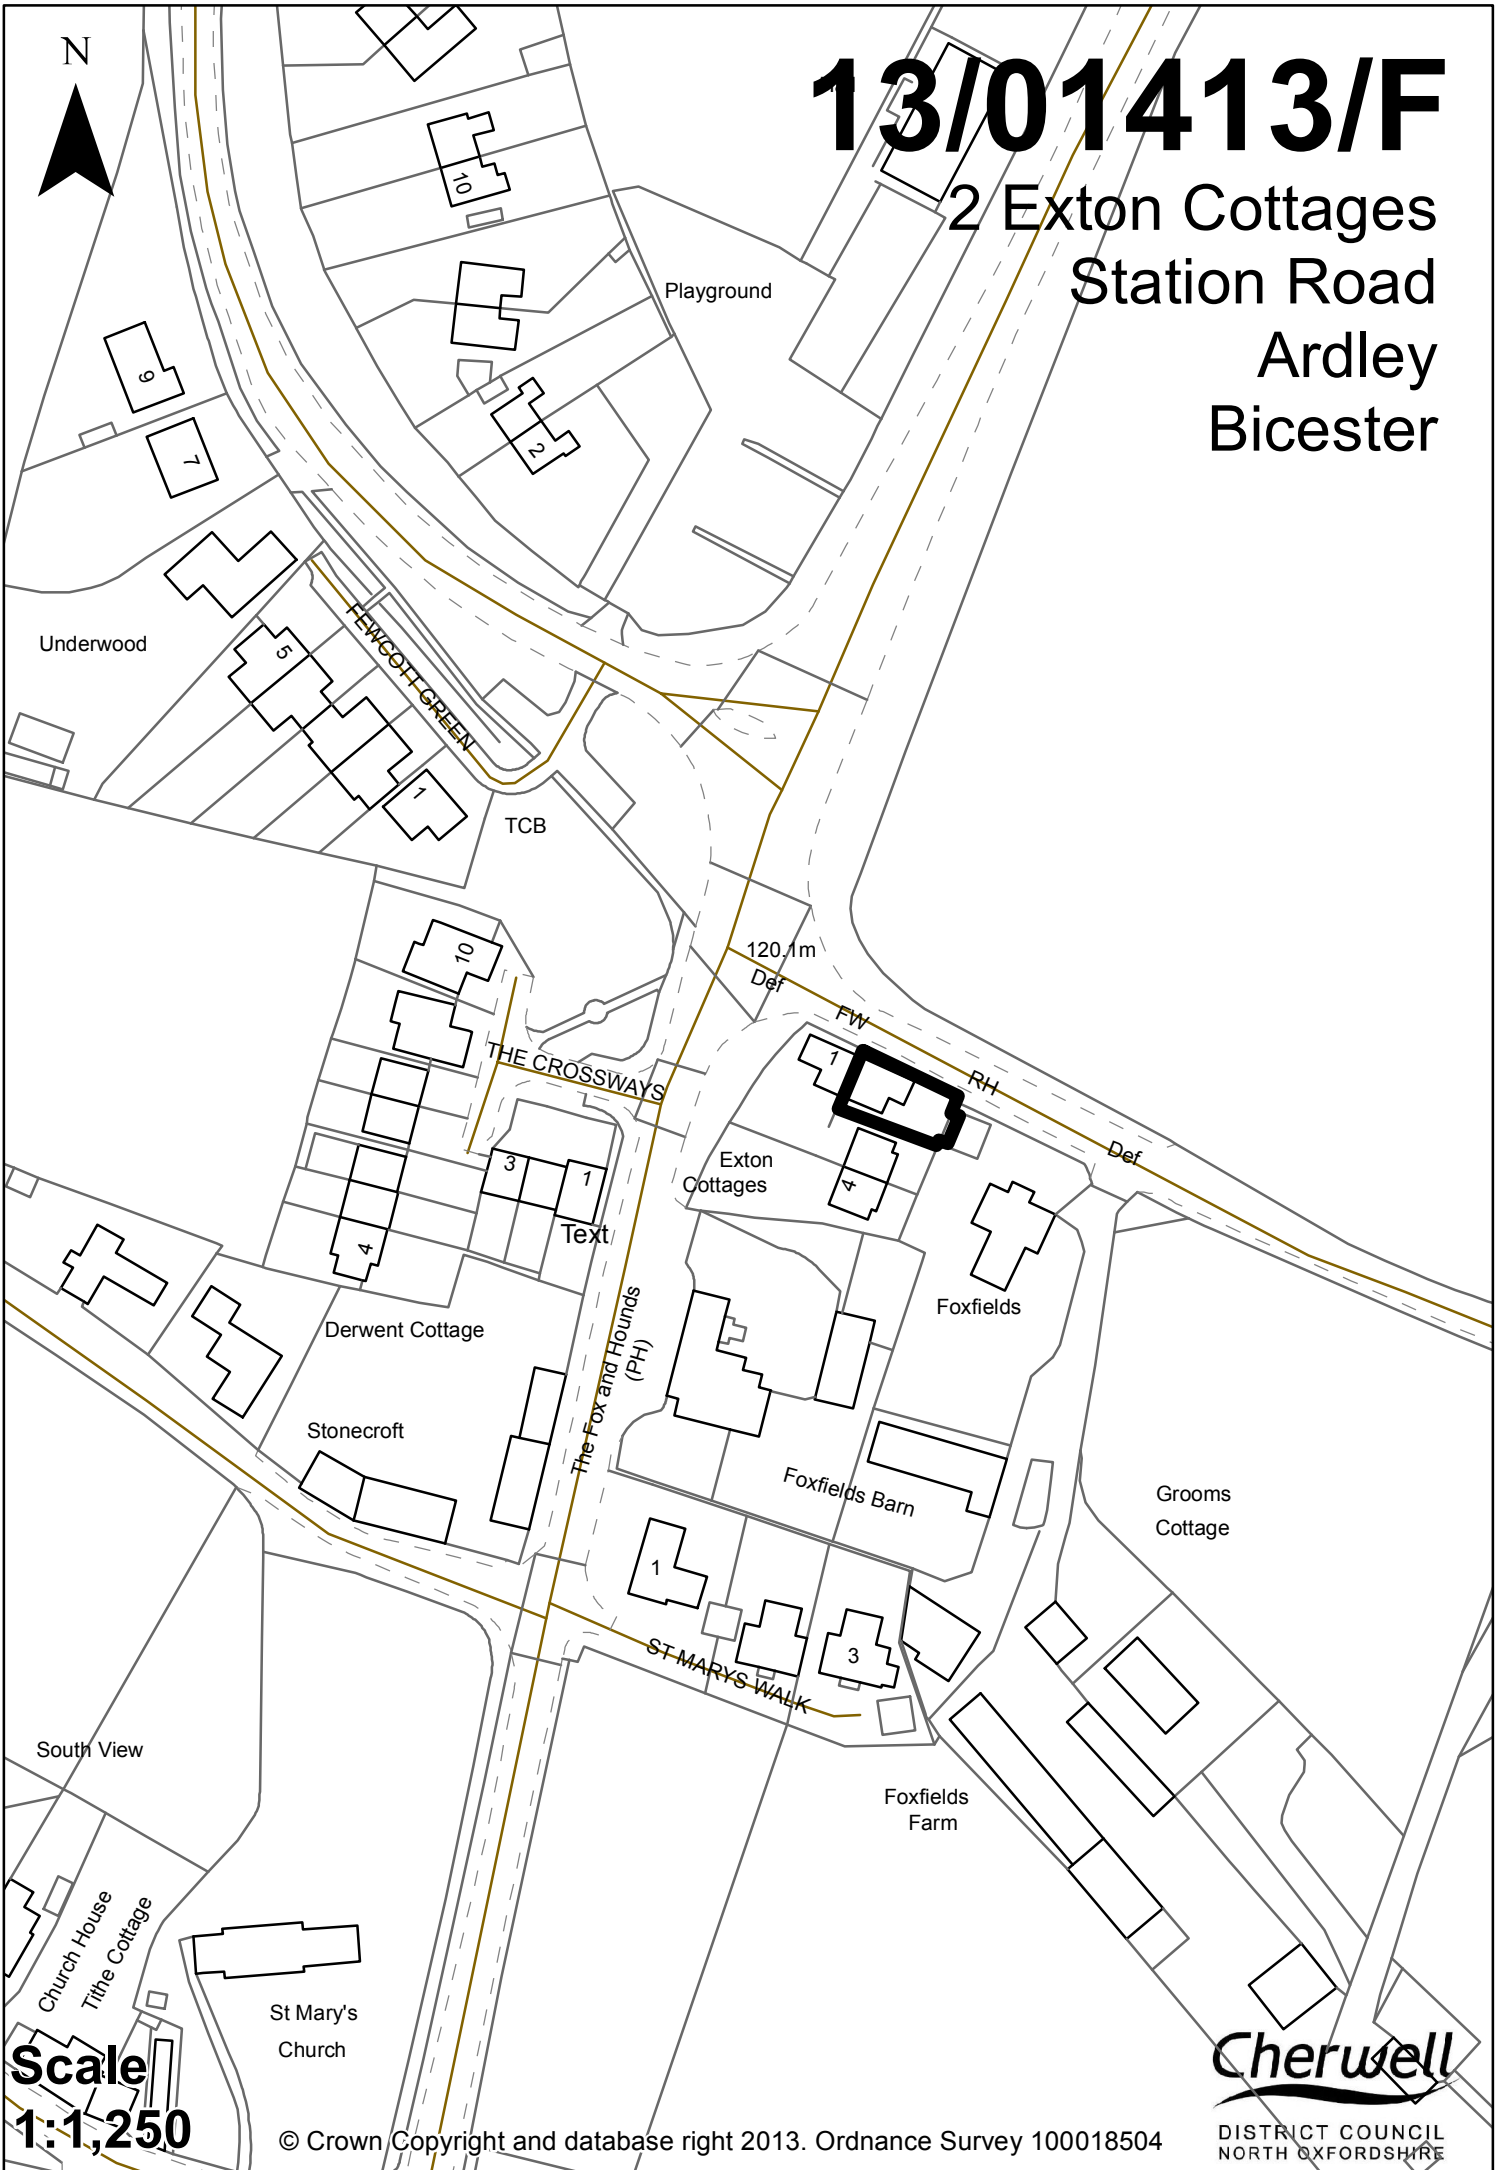 N
13/01413/F
2 Exton Cottages
Station Road
Ardley
Bicester
10
Playground
9
7
2
Underwood
FEWCOTT GREEN
5
1
TCB
10
120.1m
Def
FW
RH
Def
THE CROSSWAYS
1
3
1
Text
Exton
Cottages
4
4
Foxfields
Derwent Cottage
The Fox and Hounds
(PH)
Stonecroft
Foxfields Barn
Grooms
Cottage
1
3
ST MARYS WALK
South View
Foxfields
Farm
Church House
Tithe Cottage
St Mary's
Church
Scale
1:1,250
© Crown Copyright and database right 2013. Ordnance Survey 100018504
Cherwell
DISTRICT COUNCIL
NORTH OXFORDSHIRE